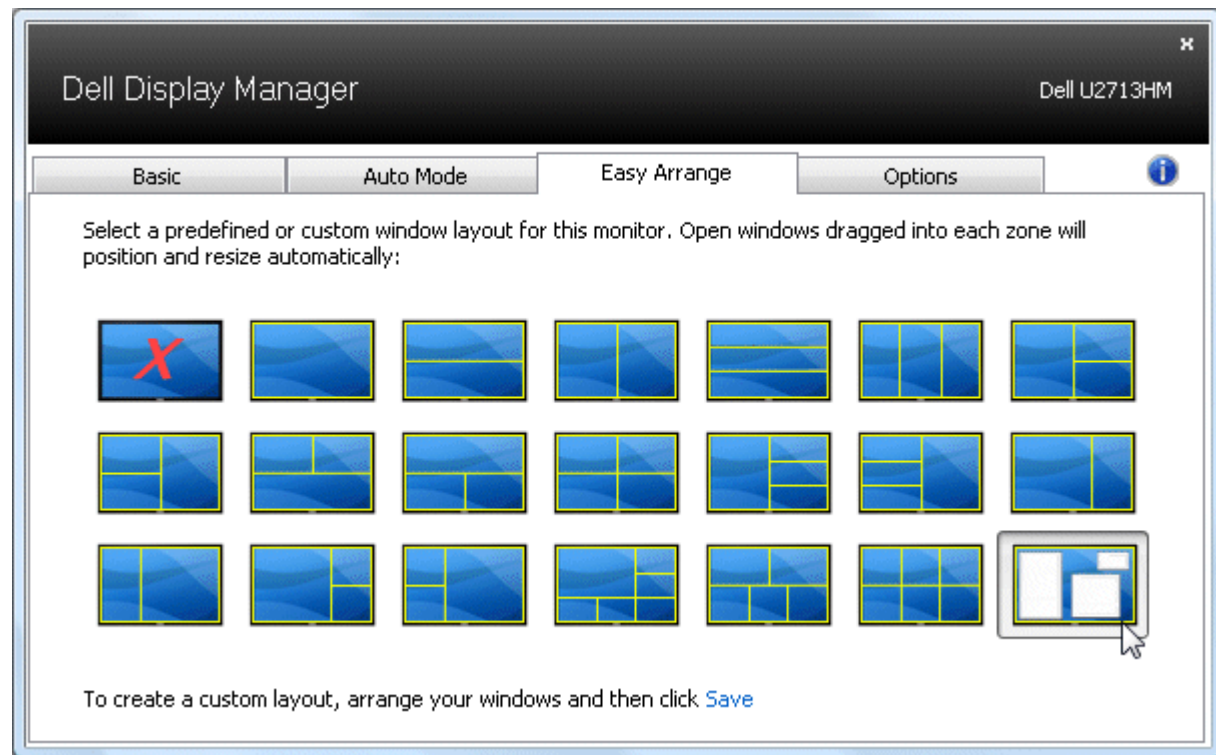 Dell Display Manager
Dell U2713HM
Basic
Auto Mode
Easy Arrange
Options
Select a predefined or custom window layout for this monitor. Open windows dragged into each zone will
position and resize automatically:
To create a custom layout, arrange your windows and then click Save